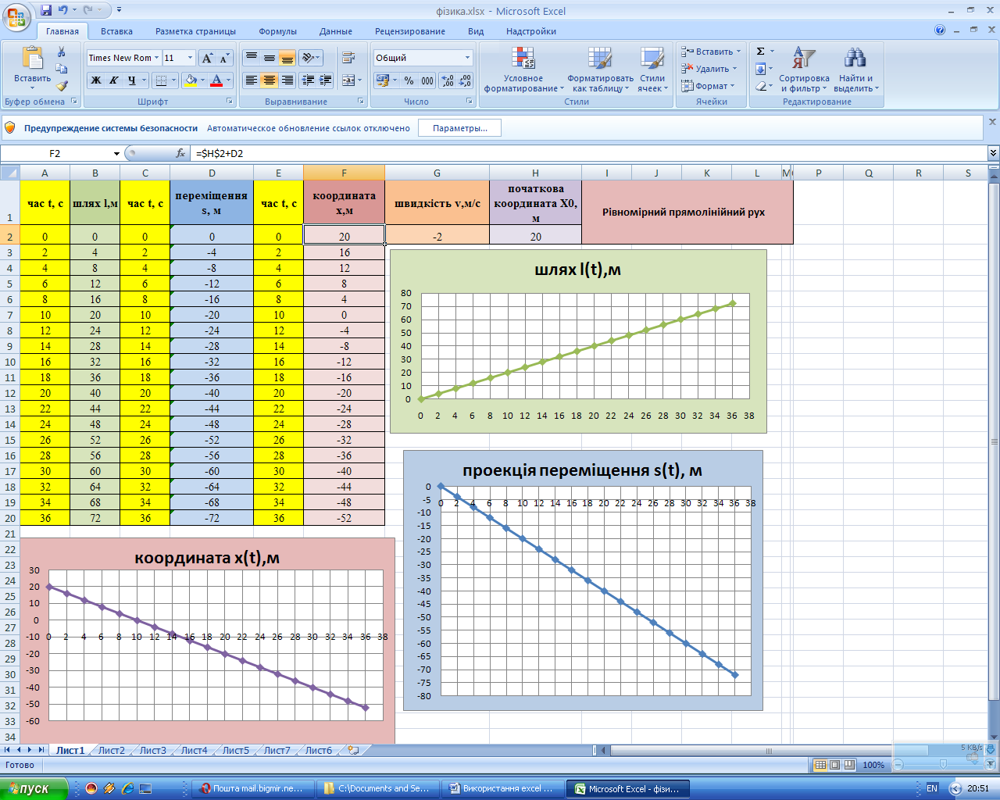 фізика.xlsx - Microsoft Excel
Главная Вставка Разметка страницы Формулы Данные Рецензирование Вид Надстройки
Вставить
Times New Rom 11
Ж К Ч
Общий
% 000
Условное форматирование
Форматировать как таблицу
Стили ячеек
Вставить
Удалить
Формат
Σ
Сортировка и фильтр
Найти и выделить
Буфер обмена Шрифт Выравнивание Число Стили Ячейки Редактирование
Предупреждение системы безопасности Автоматическое обновление ссылок отключено Параметры...
F2 fx =$H$2+D2
A B C D E F G H I J K L M P Q R S
1 час t, с шлях l,м час t, с переміщення s, м час t, с координата х,м швидкість v,м/с початкова координата X0, м Рівномірний прямолінійний рух
2 0 0 0 0 0 20 -2 20
3 2 4 2 -4 2 16
4 4 8 4 -8 4 12
5 6 12 6 -12 6 8
6 8 16 8 -16 8 4
7 10 20 10 -20 10 0
8 12 24 12 -24 12 -4
9 14 28 14 -28 14 -8
10 16 32 16 -32 16 -12
11 18 36 18 -36 18 -16
12 20 40 20 -40 20 -20
13 22 44 22 -44 22 -24
14 24 48 24 -48 24 -28
15 26 52 26 -52 26 -32
16 28 56 28 -56 28 -36
17 30 60 30 -60 30 -40
18 32 64 32 -64 32 -44
19 34 68 34 -68 34 -48
20 36 72 36 -72 36 -52
21
22
23
24
25
26
27
28
29
30
31
32
33
34
шлях l(t),м
80
70
60
50
40
30
20
10
0
0 2 4 6 8 10 12 14 16 18 20 22 24 26 28 30 32 34 36 38
проекція переміщення s(t), м
0
-5
0 2 4 6 8 10 12 14 16 18 20 22 24 26 28 30 32 34 36 38
-10
-15
-20
-25
-30
-35
-40
-45
-50
-55
-60
-65
-70
-75
-80
координата x(t),м
30
20
10
0
-10
0 2 4 6 8 10 12 14 16 18 20 22 24 26 28 30 32 34 36 38
-20
-30
-40
-50
-60
Лист1 Лист2 Лист3 Лист4 Лист5 Лист7 Лист6
5 KB/s
Готово 100%
пуск Пошта mail.bigmir.ne... C:\Documents and Se... Використання excel ... Microsoft Excel - фізи... EN 20:51